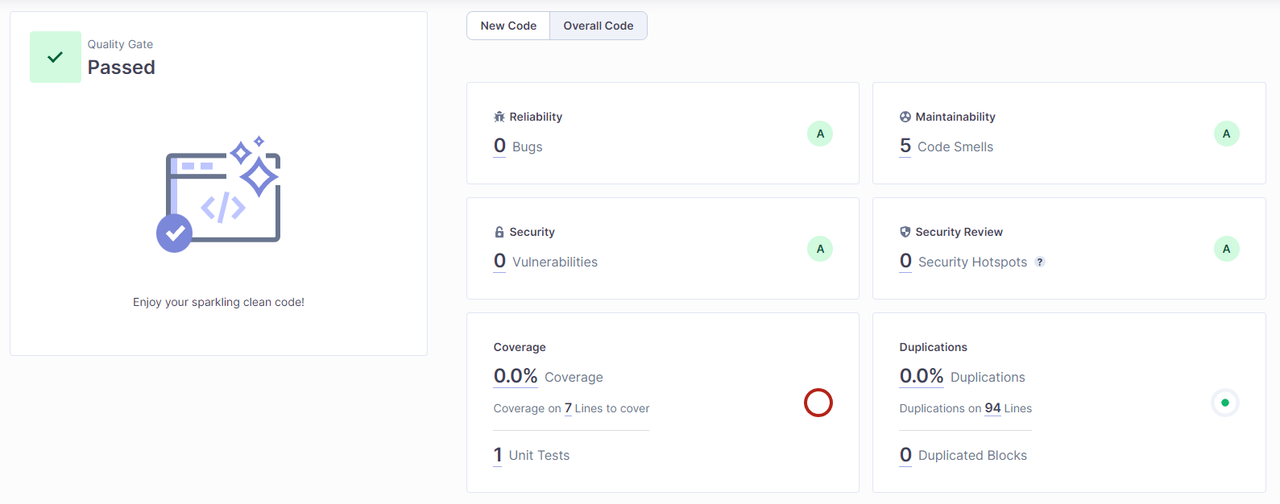 Quality Gate
Passed
Enjoy your sparkling clean code!
New Code
Overall Code
Reliability
0 Bugs
A
Maintainability
5 Code Smells
A
Security
0 Vulnerabilities
A
Security Review
0 Security Hotspots ?
A
Coverage
0.0% Coverage
Coverage on 7 Lines to cover
1 Unit Tests
Duplications
0.0% Duplications
Duplications on 94 Lines
0 Duplicated Blocks